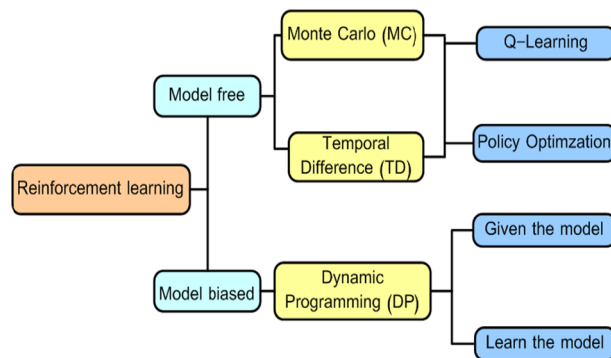 Monte Carlo (MC)
Q-Learning
Model free
Temporal
Difference (TD)
Policy Optimzation
Reinforcement learning
Given the model
Model biased
Dynamic
Programming (DP)
Learn the model